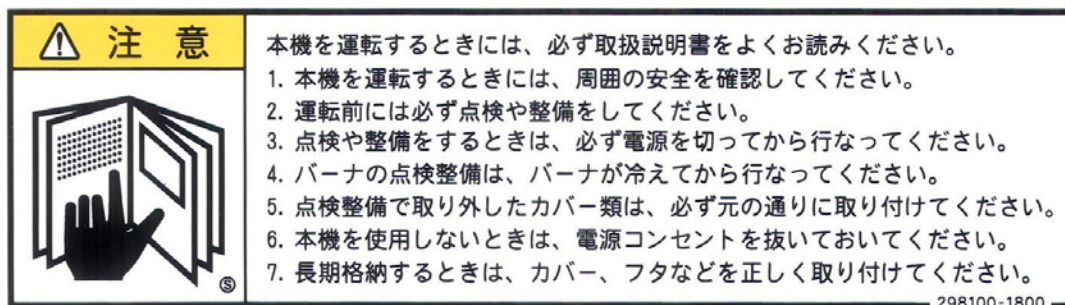 注意
本機を運転するときには、必ず取扱説明書をよくお読みください。
1. 本機を運転するときには、周囲の安全を確認してください。
2. 運転前には必ず点検や整備をしてください。
3. 点検や整備をするときは、必ず電源を切ってから行なってください。
4. バーナの点検整備は、バーナが冷えてから行なってください。
5. 点検整備で取り外したカバー類は、必ず元の通りに取り付けてください。
6. 本機を使用しないときは、電源コンセントを抜いておいてください。
7. 長期格納するときは、カバー、フタなどを正しく取り付けてください。
Ⓢ
298100-1800